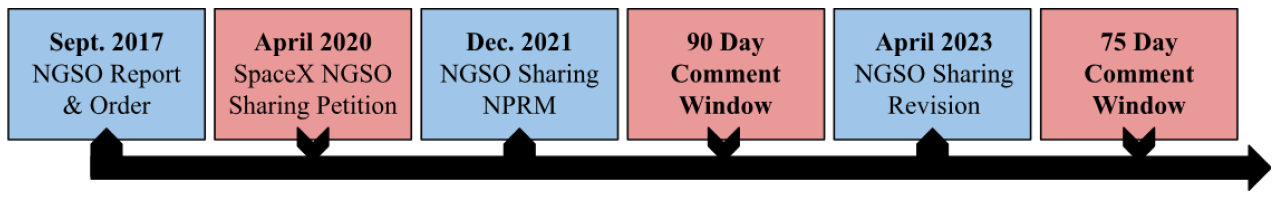 Sept. 2017
NGSO Report
& Order
April 2020
SpaceX NGSO
Sharing Petition
Dec. 2021
NGSO Sharing
NPRM
90 Day
Comment
Window
April 2023
NGSO Sharing
Revision
75 Day
Comment
Window